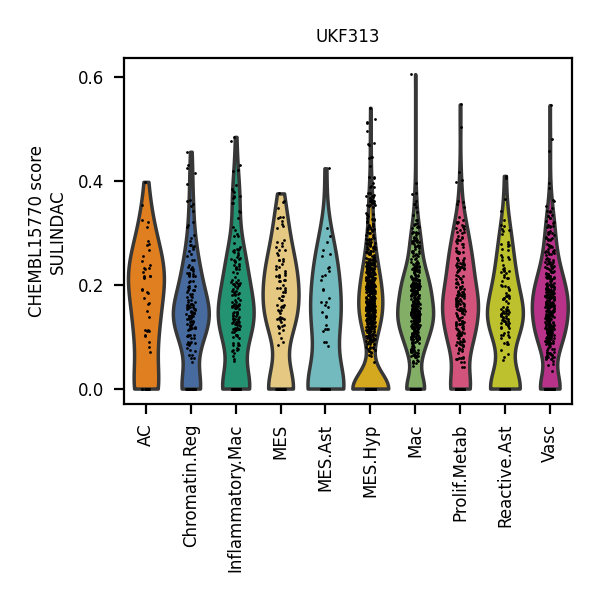 UKF313
CHEMBL15770 score
SULINDAC
0.6
0.4
0.2
0.0
AC
Chromatin.Reg
Inflammatory.Mac
MES
MES.Ast
MES.Hyp
Mac
Prolif.Metab
Reactive.Ast
Vasc